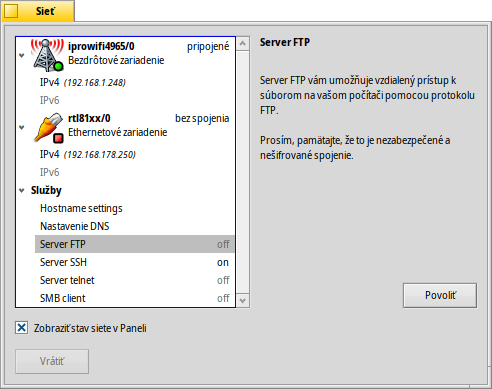 Sieť
iprowifi4965/0 pripojené
Bezdrôtové zariadenie
IPv4 (192.168.1.248)
IPv6
rtl81xx/0 bez spojenia
Ethernetové zariadenie
IPv4 (192.168.178.250)
IPv6
Služby
Hostname settings
Nastavenie DNS
Server FTP off
Server SSH on
Server telnet off
SMB client off
Server FTP
Server FTP vám umožňuje vzdialený prístup k
súborom na vašom počítači pomocou protokolu
FTP.
Prosím, pamätajte, že to je nezabezpečené a
nešifrované spojenie.
Povoliť
Zobraziť stav siete v Paneli
Vrátiť